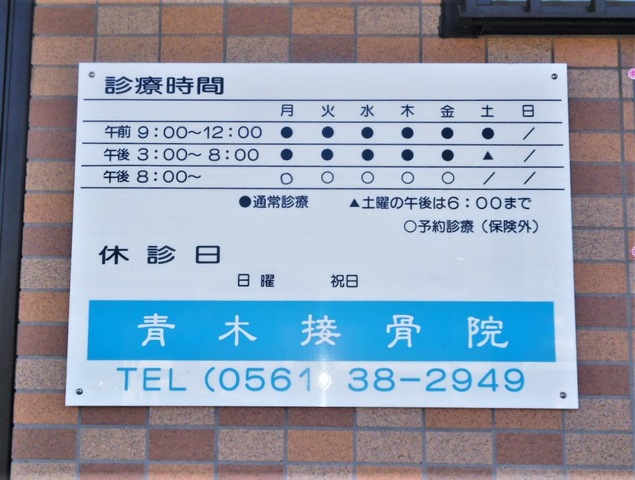 診療時間
月 火 水 木 金 土 日
午前 9:00～12:00 ● ● ● ● ● ● ／
午後 3:00～8:00 ● ● ● ● ● ▲ ／
午後 8:00～ ○ ○ ○ ○ ○ ／ ／
●通常診療 ▲土曜の午後は6:00まで
○予約診療(保険外)
休診日
日曜 祝日
青木接骨院
TEL (0561) 38-2949